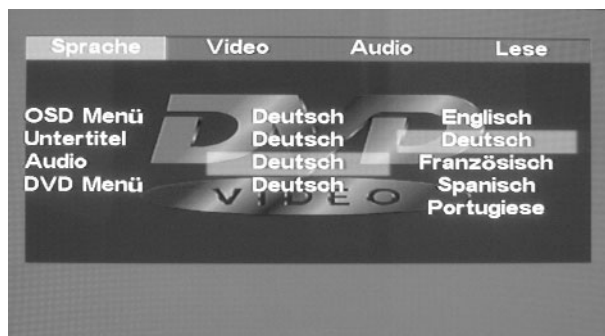 Sprache Video Audio Lese
OSD Menü Deutsch Englisch
Untertitel Deutsch Deutsch
Audio Deutsch Französisch
DVD Menü Deutsch Spanisch
Portugiese
DVD
VIDEO